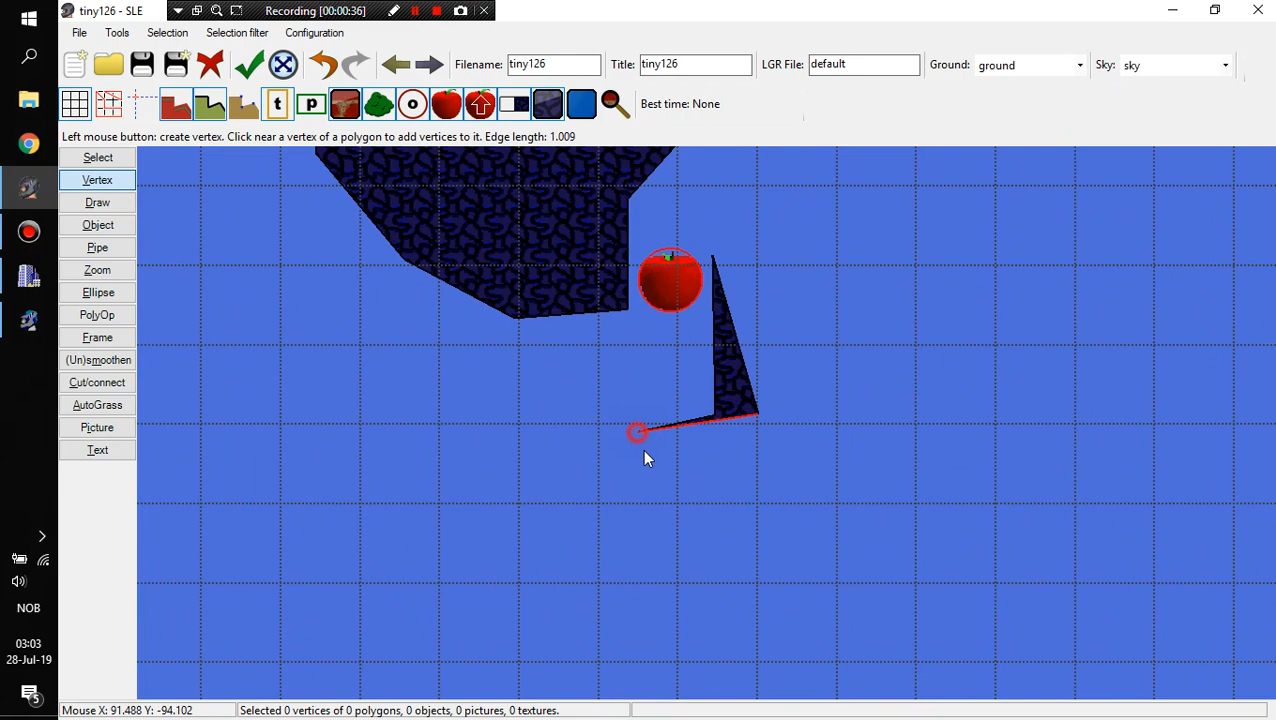 tiny126 - SLE
Recording [00:00:36]
File Tools Selection Selection filter Configuration
Filename: tiny126 Title: tiny126 LGR File: default Ground: ground Sky: sky
t p o Best time: None
Left mouse button: create vertex. Click near a vertex of a polygon to add vertices to it. Edge length: 1.009
Select
Vertex
Draw
Object
Pipe
Zoom
Ellipse
PolyOp
Frame
(Un)smoothen
Cut/connect
AutoGrass
Picture
Text
NOB
03:03
28-Jul-19
5
Mouse X: 91.488 Y: -94.102 Selected 0 vertices of 0 polygons, 0 objects, 0 pictures, 0 textures.